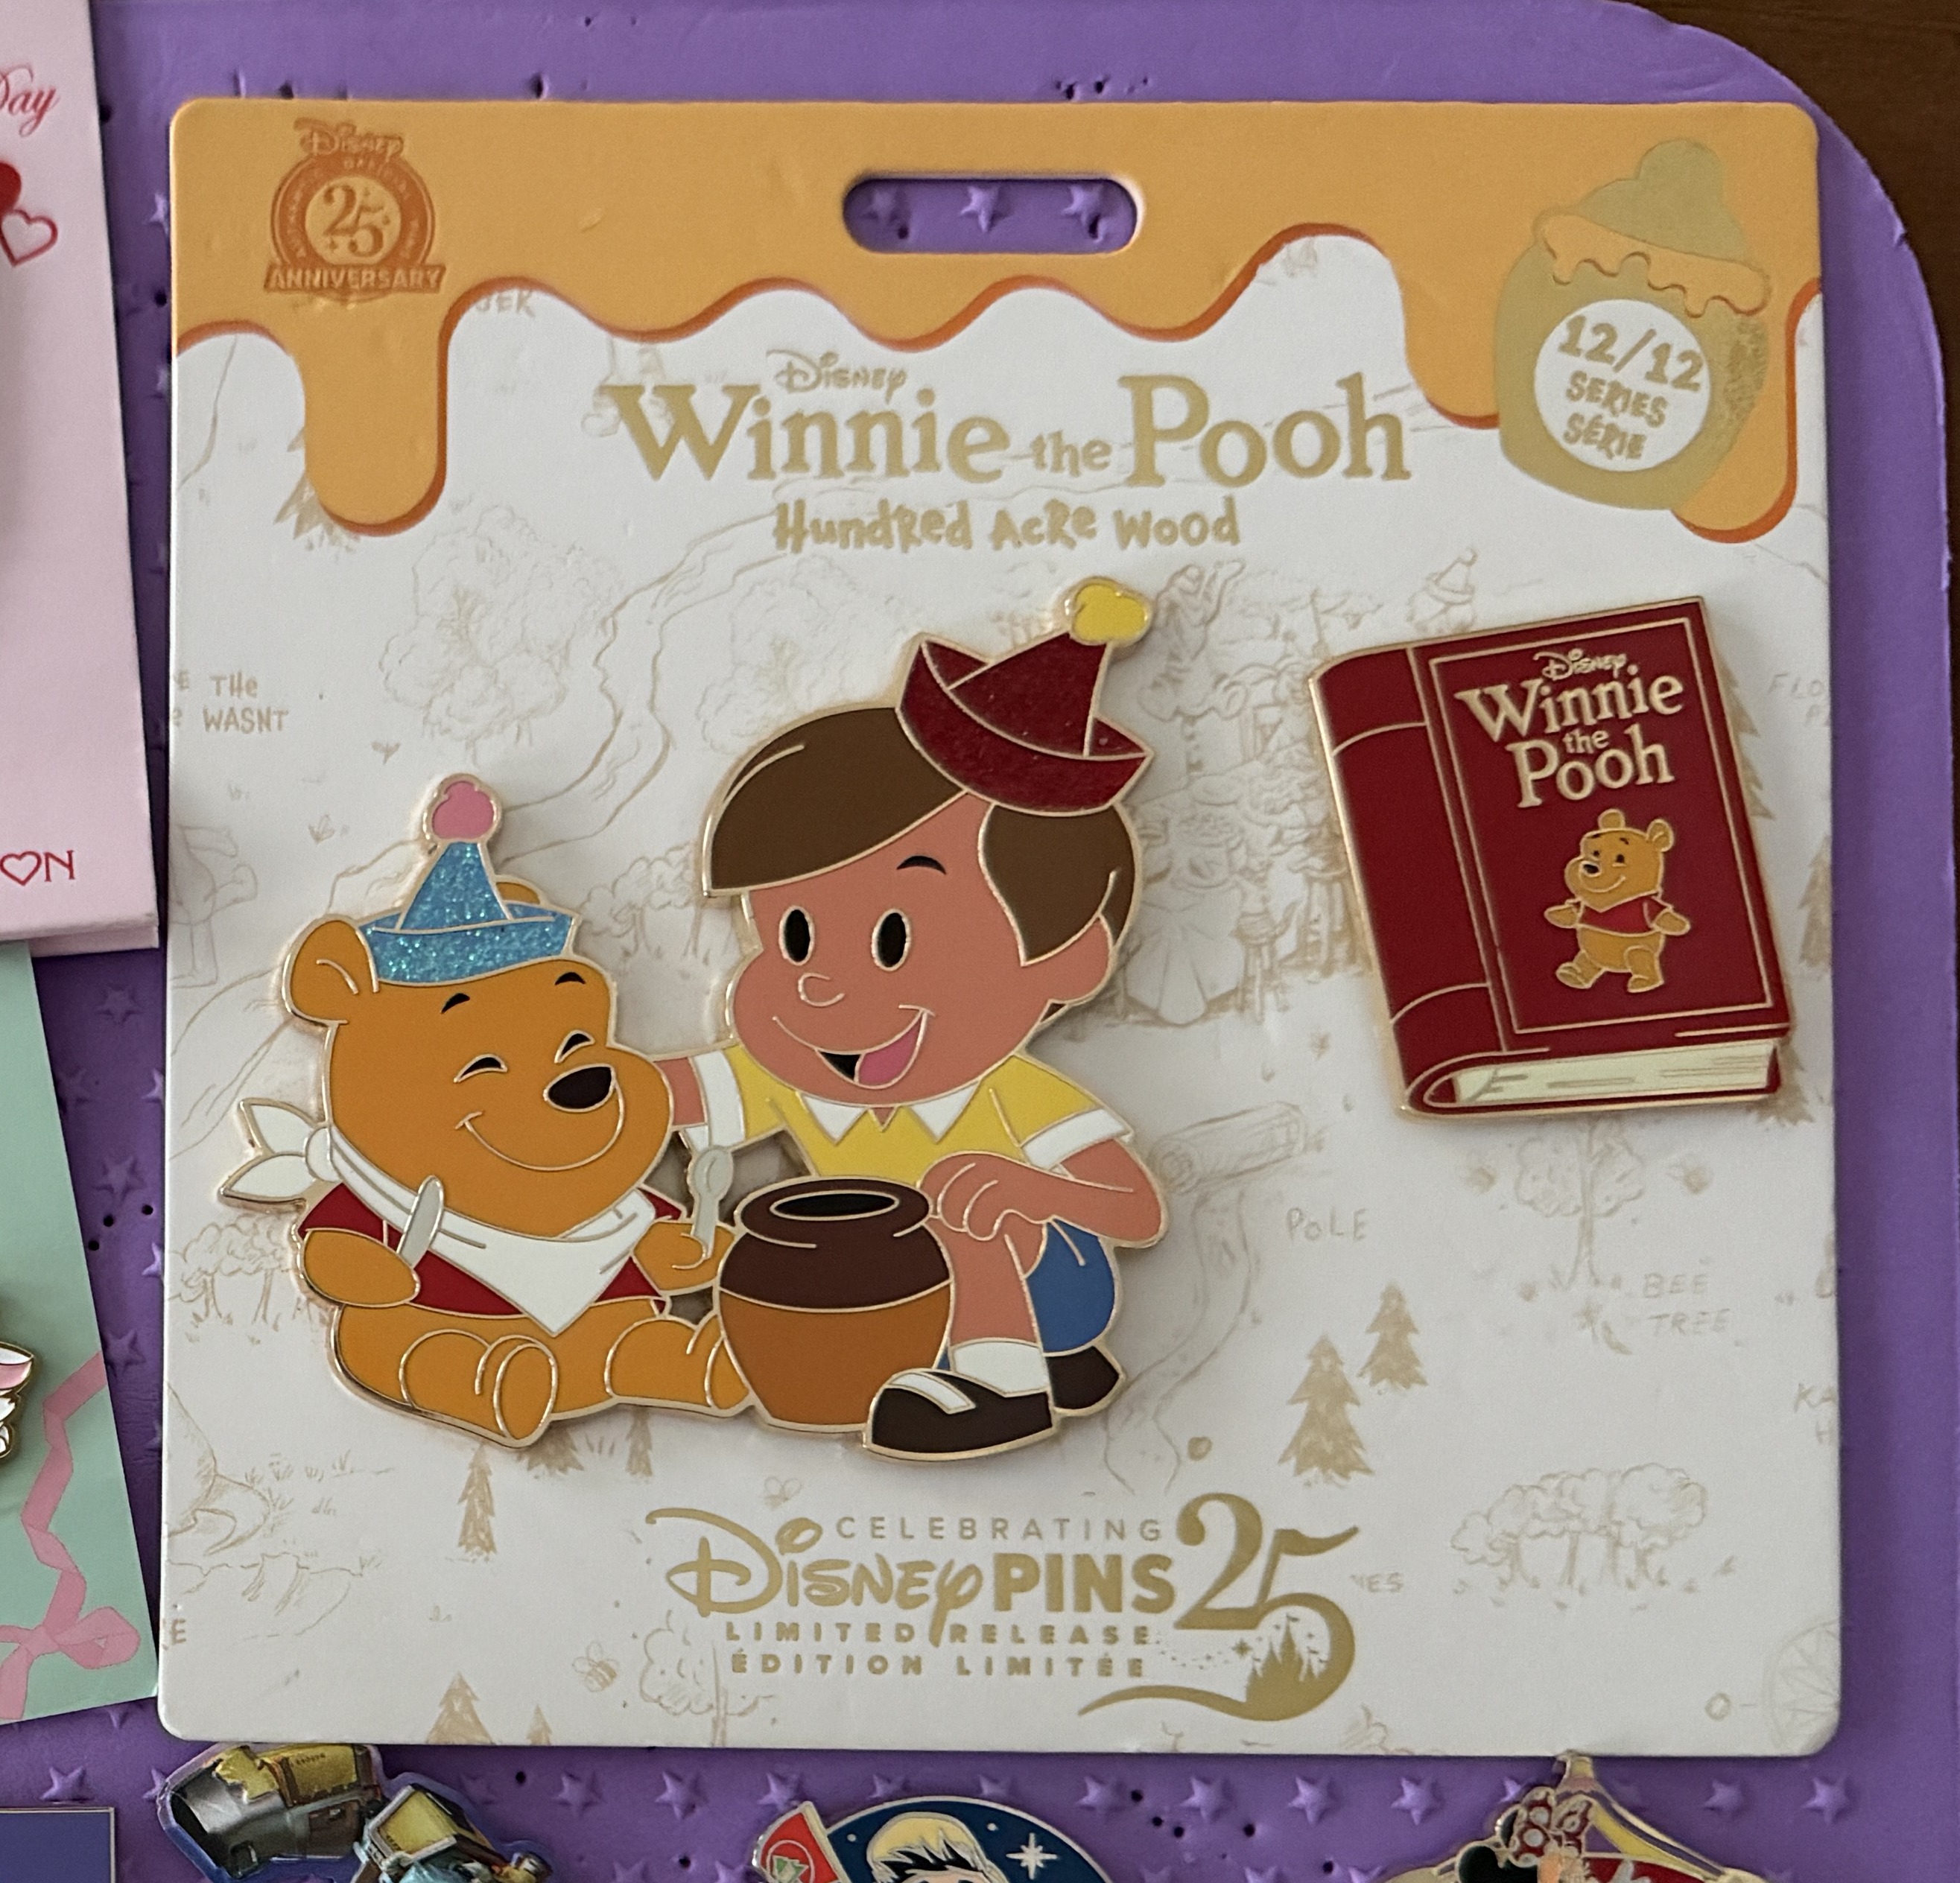 Day
Disney
25
ANNIVERSARY
12/12
SERIES
SÉRIE
Disney
Winnie the Pooh
Hundred Acre Wood
THe
WASNT
Disney
Winnie
the
Pooh
POLE
BEE
TREE
CELEBRATING
Disney PINS 25
LIMITED RELEASE
ÉDITION LIMITÉE